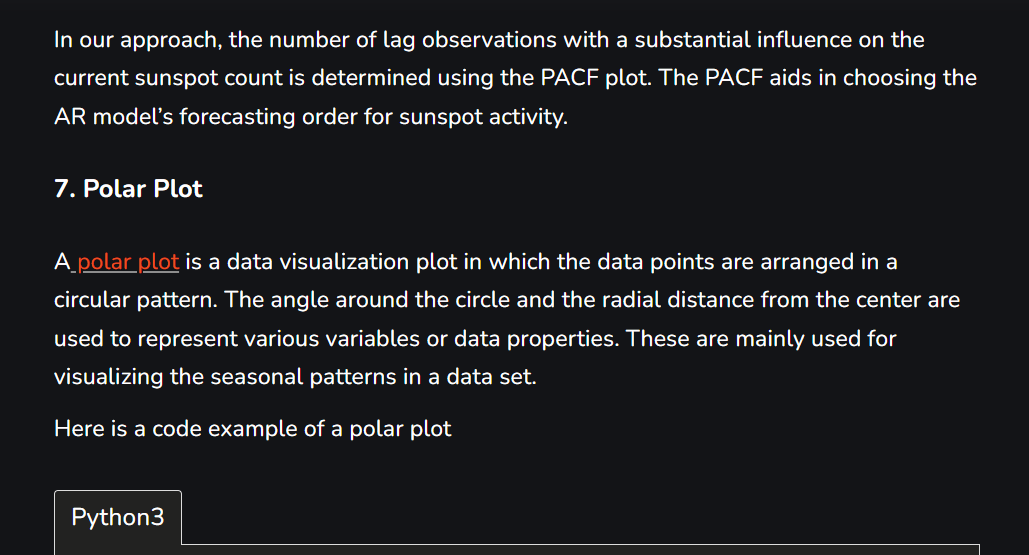 In our approach, the number of lag observations with a substantial influence on the
current sunspot count is determined using the PACF plot. The PACF aids in choosing the
AR model’s forecasting order for sunspot activity.
7. Polar Plot
A polar plot is a data visualization plot in which the data points are arranged in a
circular pattern. The angle around the circle and the radial distance from the center are
used to represent various variables or data properties. These are mainly used for
visualizing the seasonal patterns in a data set.
Here is a code example of a polar plot
Python3